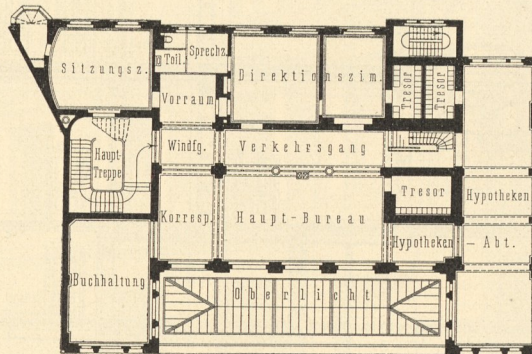 Sitzungsz.
Toil.
Sprechz.
Direktionszim.
Tresor
Tresor
Vorraum
Haupt-
Treppe
Windfg.
Verkehrsgang
Tresor
Hypotheken
Korresp.
Haupt-Bureau
Hypotheken
- Abt.
Buchhaltung
Oberlicht